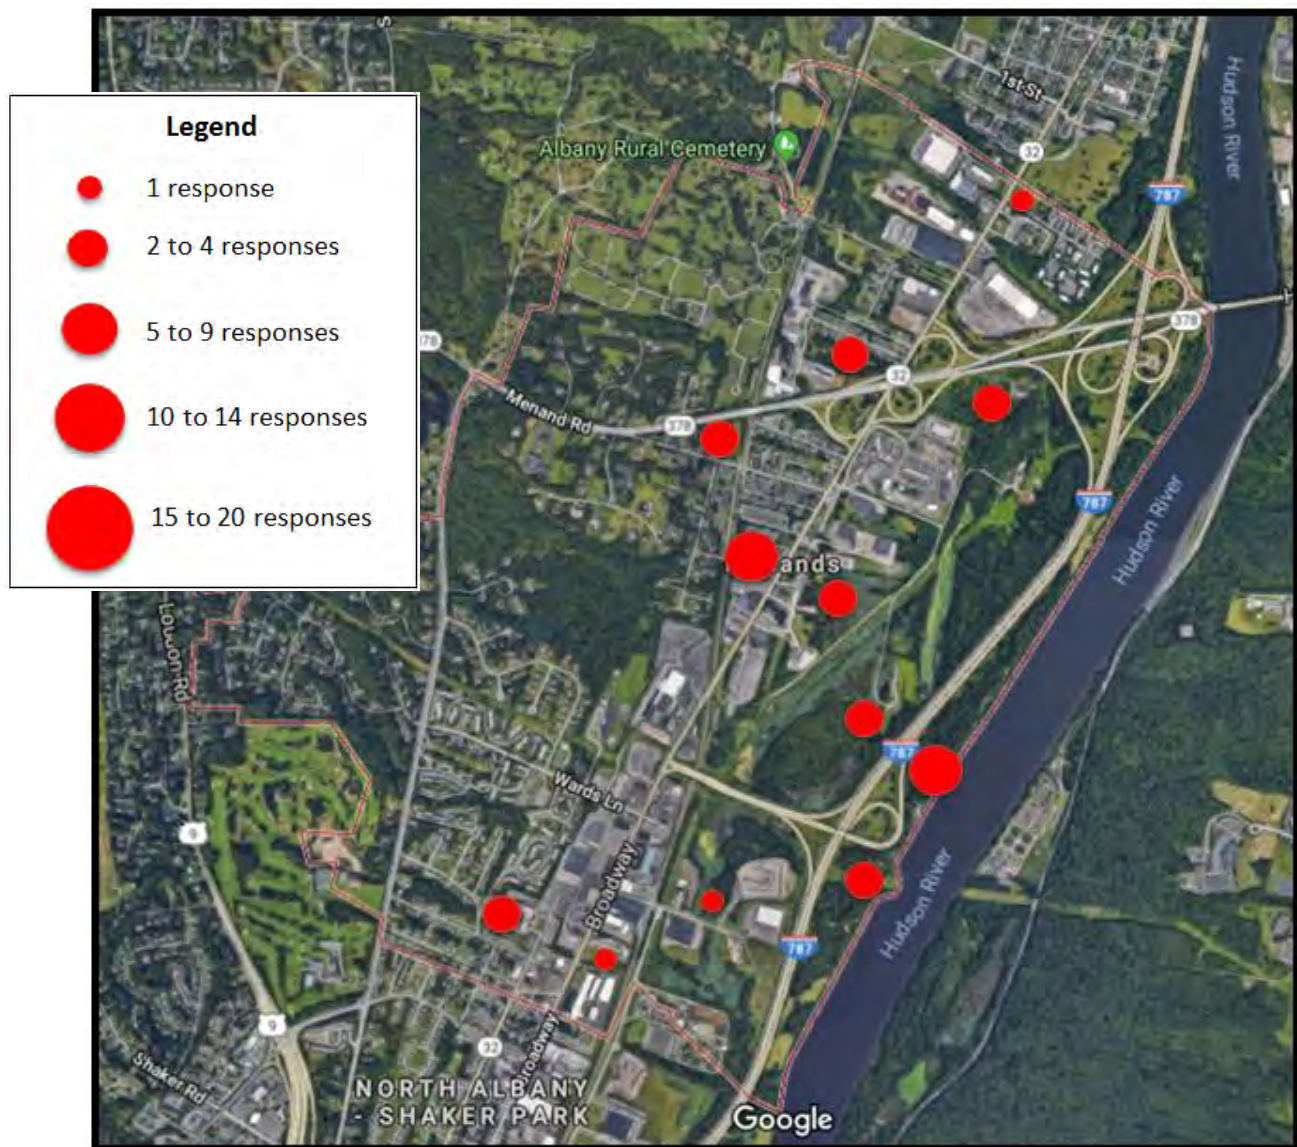 Legend
1 response
2 to 4 responses
5 to 9 responses
10 to 14 responses
15 to 20 responses
S
1st St
Hudson River
Albany Rural Cemetery
32
787
378
378
32
Menand Rd
378
787
Hudson River
ands
Loudon Rd
787
Wards Ln
9
Broadway
Hudson River
787
9
32
Broadway
Shaker Rd
NORTH ALBANY
- SHAKER PARK
Google